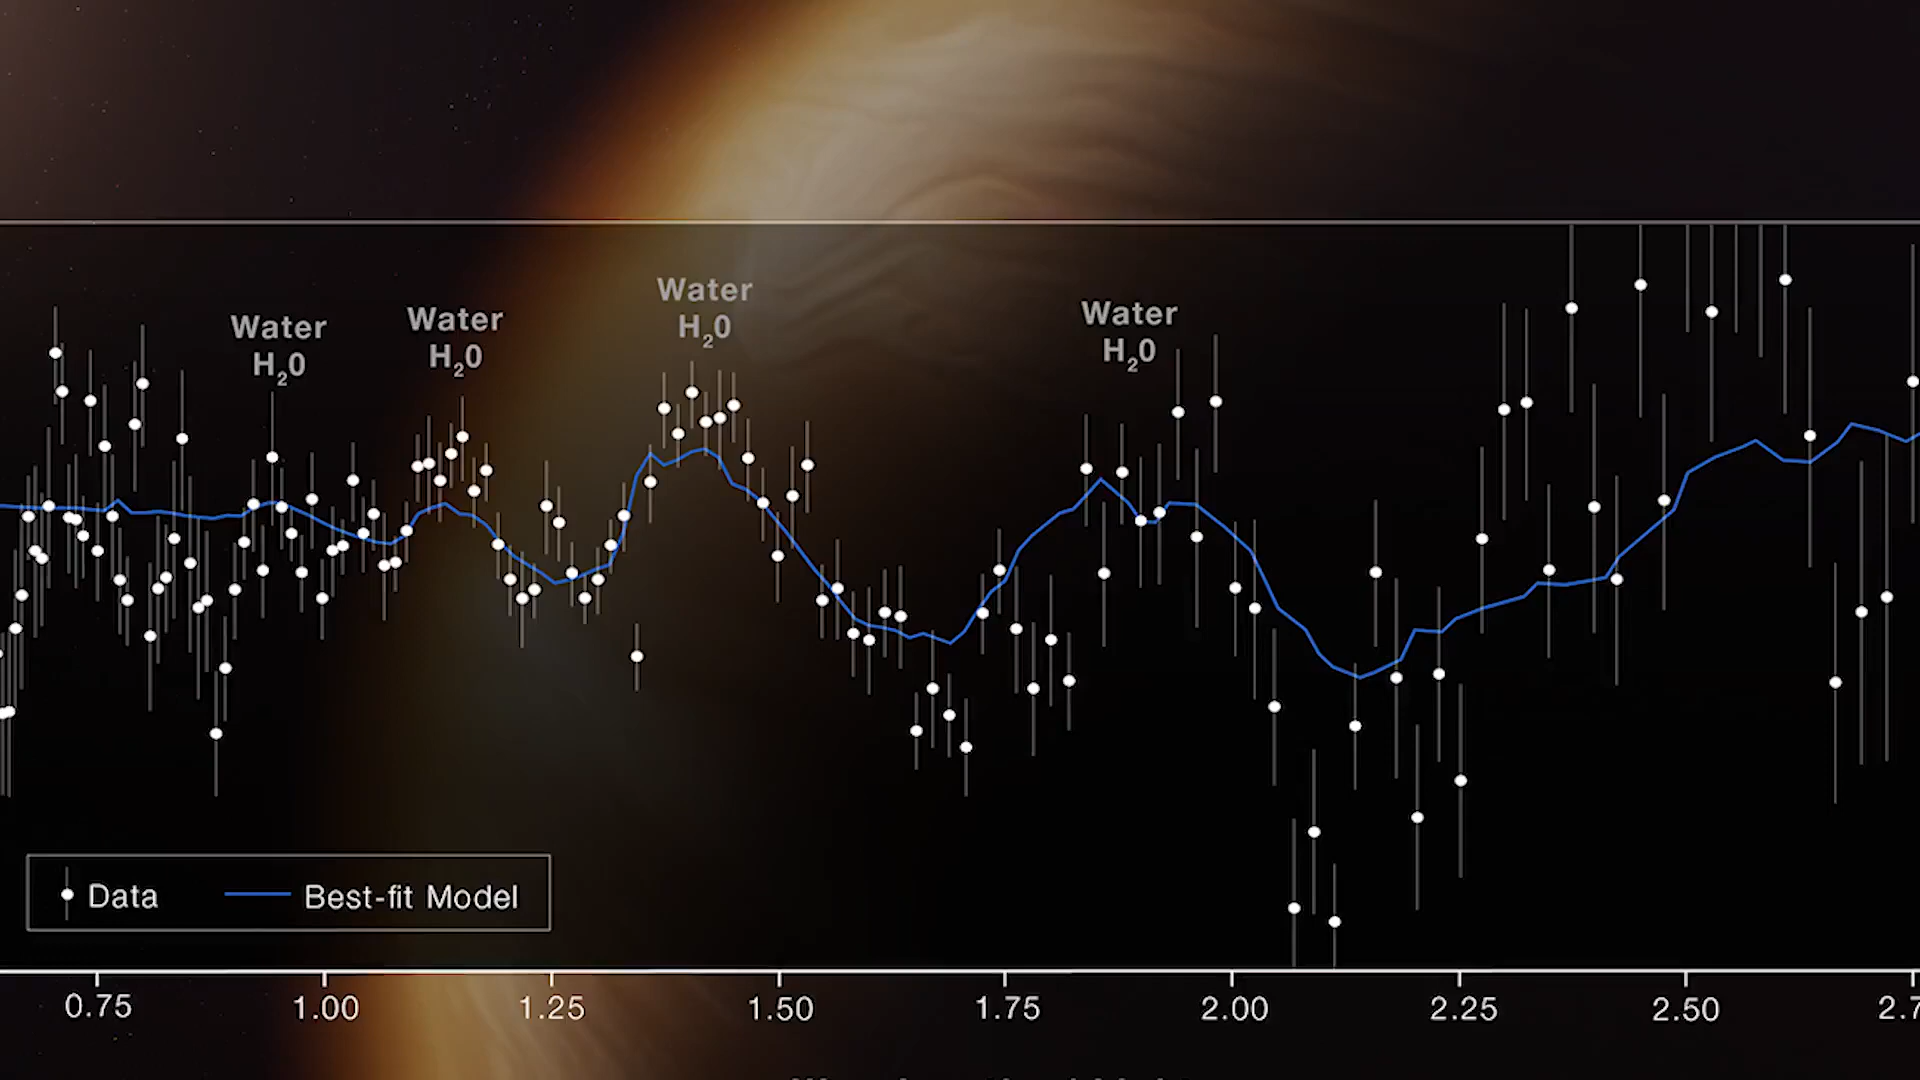 Water
H₂0
Water
H₂0
Water
H₂0
Water
H₂0
Data
Best-fit Model
0.75 1.00 1.25 1.50 1.75 2.00 2.25 2.50 2.7